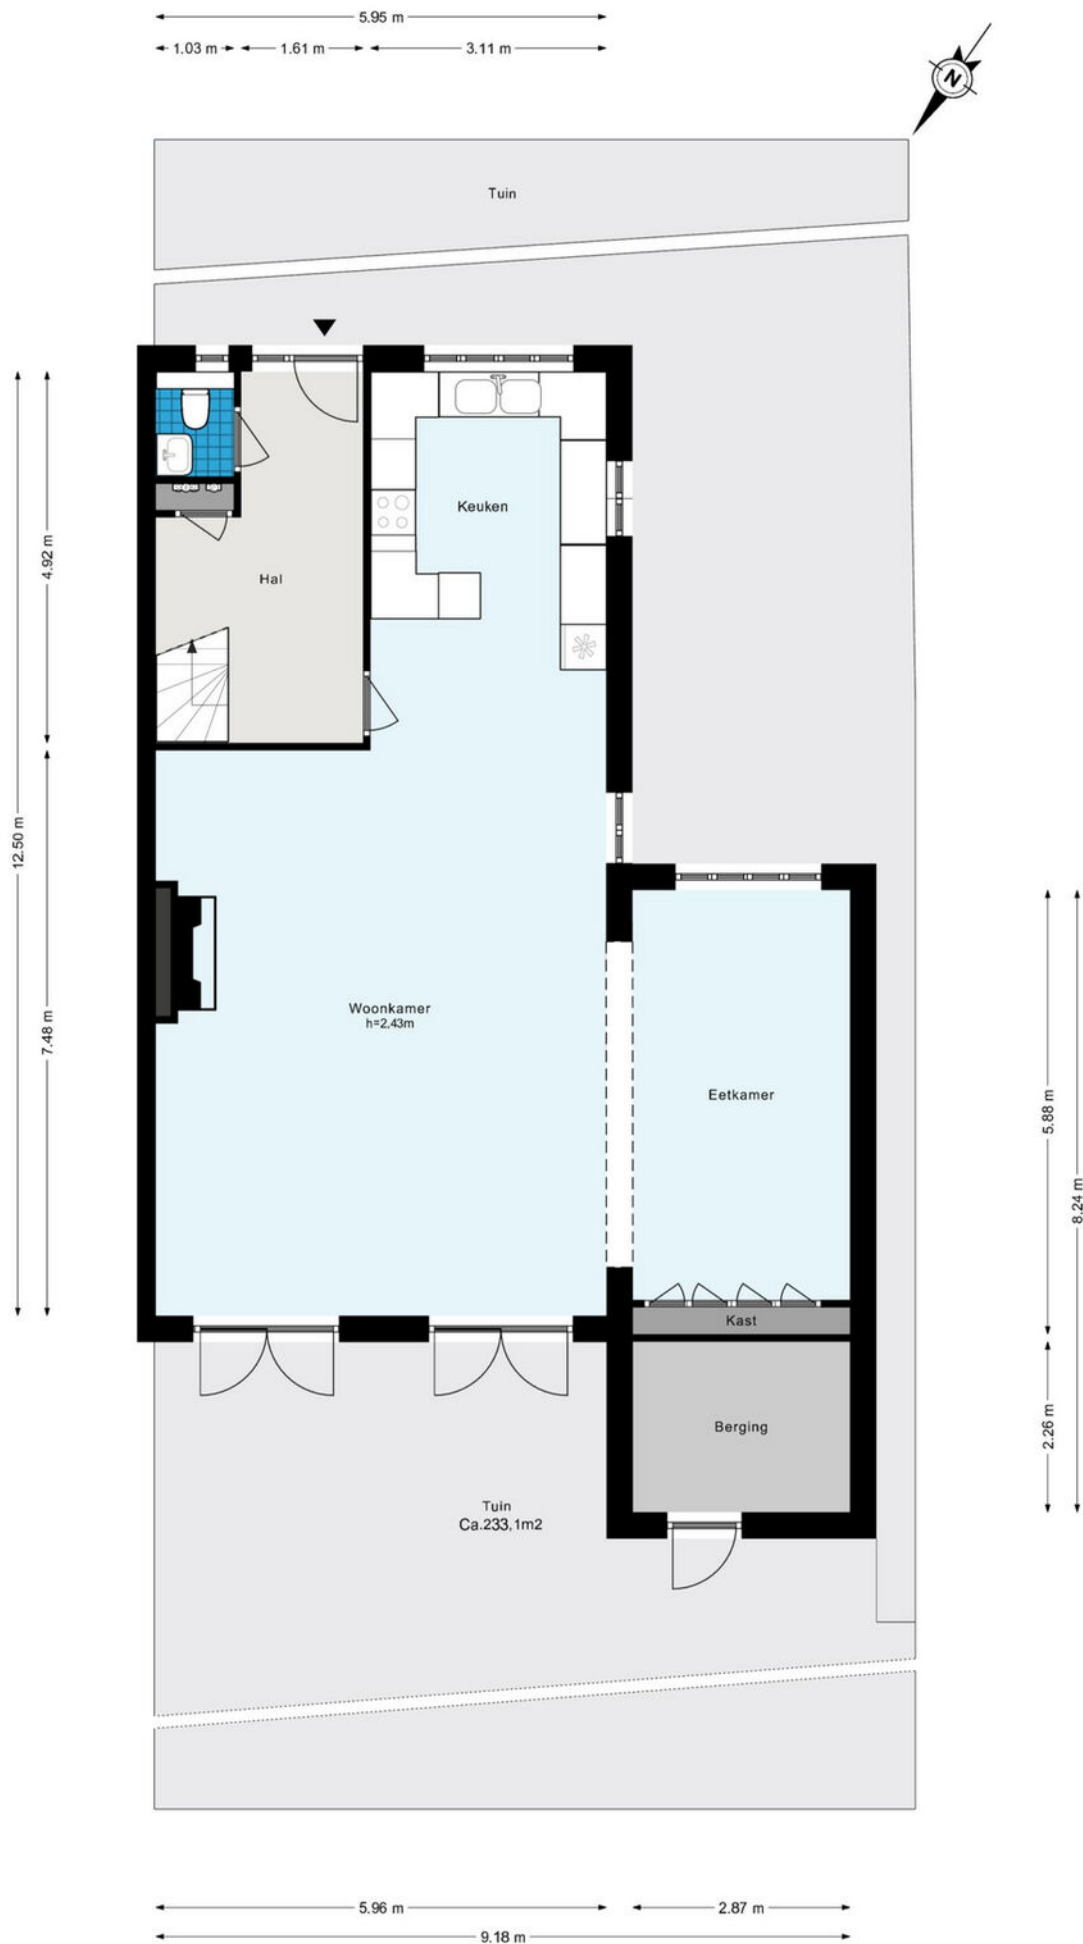 5.95 m
1.03 m
1.61 m
3.11 m
N
Tuin
Keuken
Hal
4.92 m
12.50 m
7.48 m
Woonkamer
h=2,43m
Eetkamer
5.88 m
8.24 m
Kast
Berging
2.26 m
Tuin
Ca.233,1m2
5.96 m
2.87 m
9.18 m